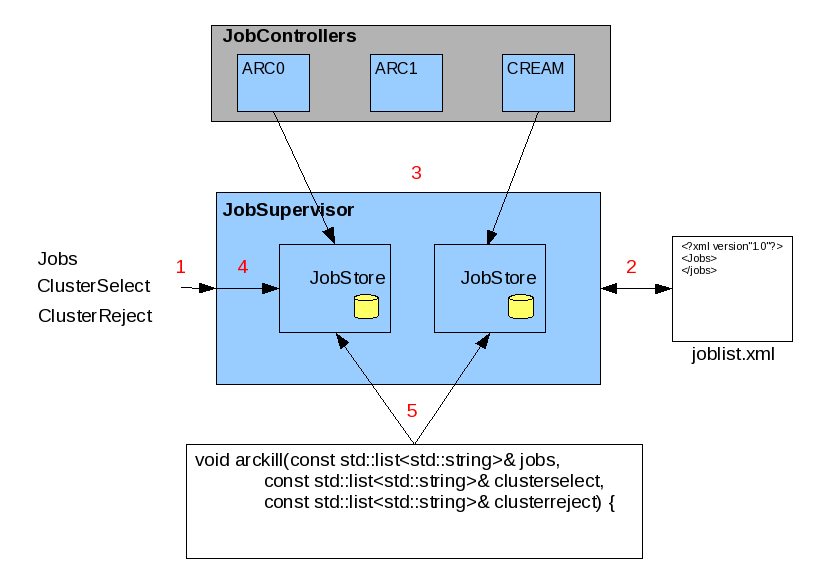 JobControllers
ARC0
ARC1
CREAM
3
JobSupervisor
Jobs
ClusterSelect
ClusterReject
1
4
JobStore
JobStore
2
<?xml version"1.0"?>
<Jobs>
</jobs>
joblist.xml
5
void arckill(const std::list<std::string>& jobs,
const std::list<std::string>& clusterselect,
const std::list<std::string>& clusterreject) {